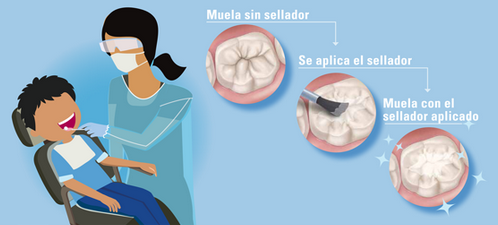 Muela sin sellador
Se aplica el sellador
Muela con el
sellador aplicado